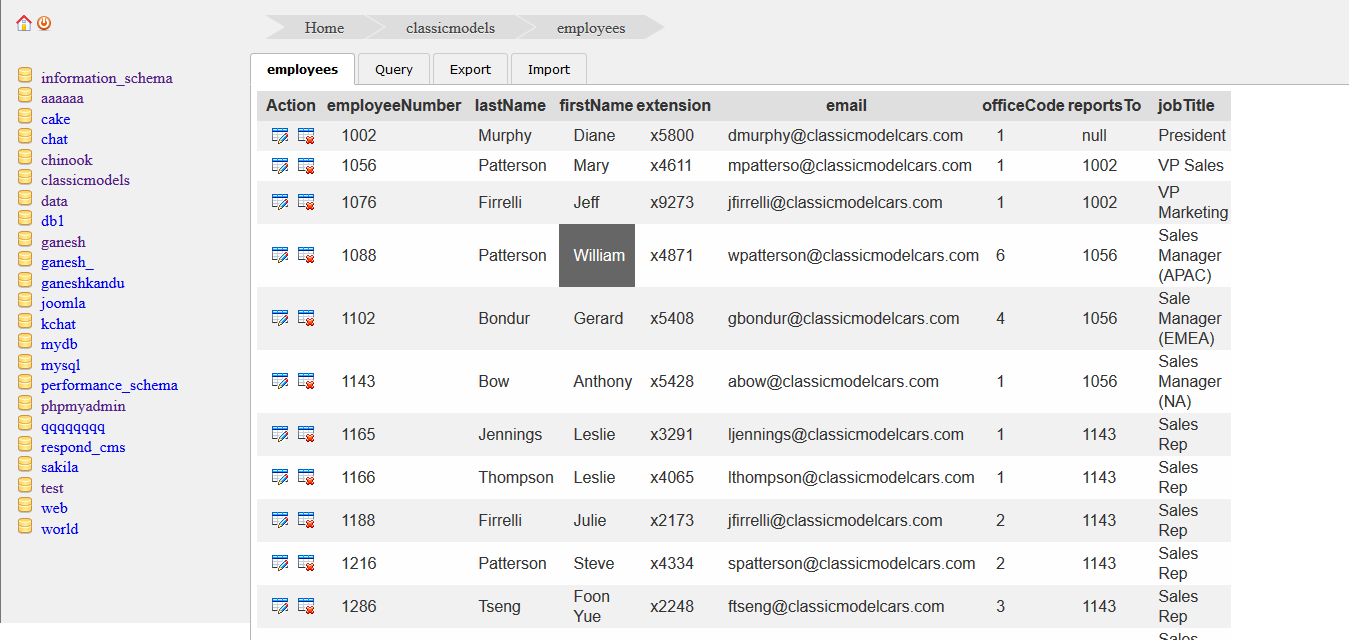 Home classicmodels employees
employees Query Export Import
information_schema
aaaaaa
cake
chat
chinook
classicmodels
data
db1
ganesh
ganesh_
ganeshkandu
joomla
kchat
mydb
mysql
performance_schema
phpmyadmin
qqqqqqqq
respond_cms
sakila
test
web
world
Action employeeNumber lastName firstName extension email officeCode reportsTo jobTitle
1002 Murphy Diane x5800 dmurphy@classicmodelcars.com 1 null President
1056 Patterson Mary x4611 mpatterso@classicmodelcars.com 1 1002 VP Sales
1076 Firrelli Jeff x9273 jfirrelli@classicmodelcars.com 1 1002 VP
Marketing
1088 Patterson William x4871 wpatterson@classicmodelcars.com 6 1056 Sales
Manager
(APAC)
1102 Bondur Gerard x5408 gbondur@classicmodelcars.com 4 1056 Sale
Manager
(EMEA)
1143 Bow Anthony x5428 abow@classicmodelcars.com 1 1056 Sales
Manager
(NA)
1165 Jennings Leslie x3291 ljennings@classicmodelcars.com 1 1143 Sales
Rep
1166 Thompson Leslie x4065 lthompson@classicmodelcars.com 1 1143 Sales
Rep
1188 Firrelli Julie x2173 jfirrelli@classicmodelcars.com 2 1143 Sales
Rep
1216 Patterson Steve x4334 spatterson@classicmodelcars.com 2 1143 Sales
Rep
1286 Tseng Foon
Yue x2248 ftseng@classicmodelcars.com 3 1143 Sales
Rep
Sales